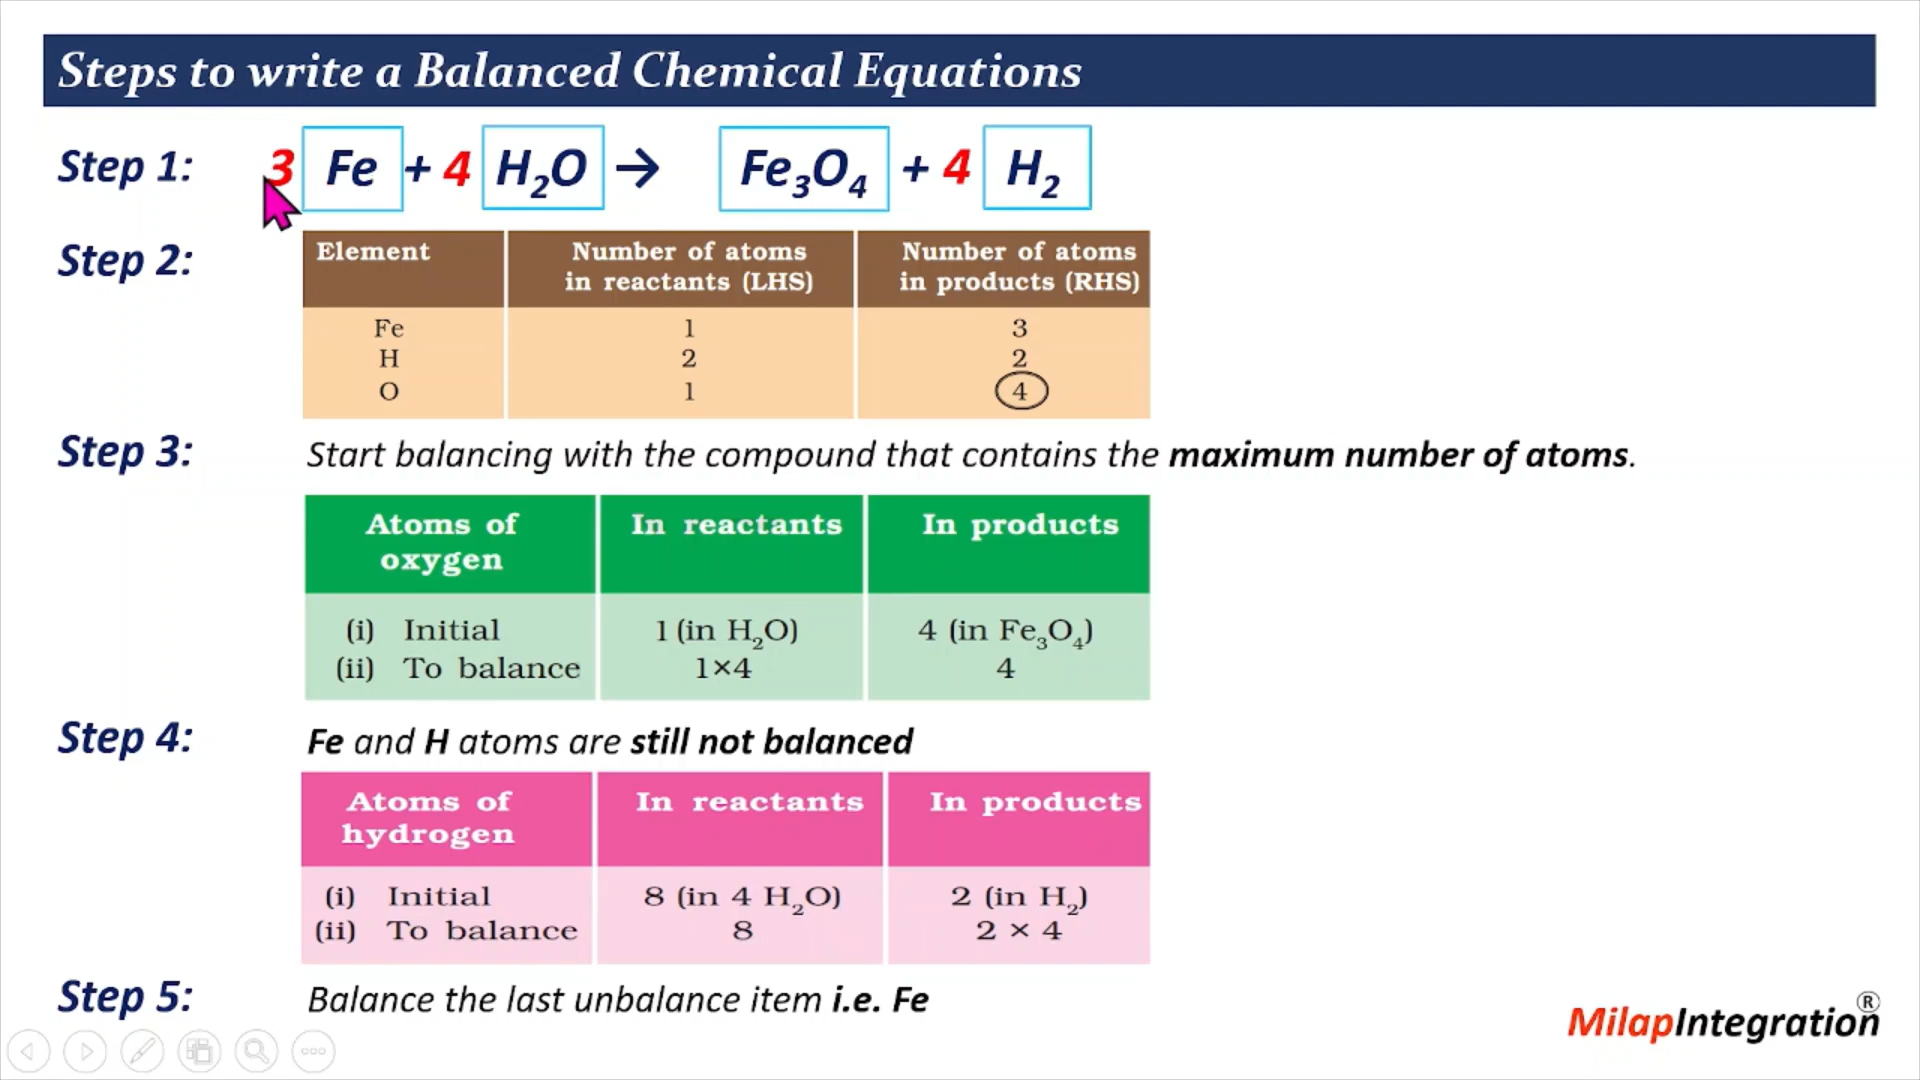 Steps to write a Balanced Chemical Equations
Step 1: 3 Fe + 4 H₂O → Fe₃O₄ + 4 H₂
Step 2:
Element Number of atoms in reactants (LHS) Number of atoms in products (RHS)
Fe 1 3
H 2 2
O 1 4
Step 3: Start balancing with the compound that contains the maximum number of atoms.
Atoms of oxygen In reactants In products
(i) Initial 1 (in H₂O) 4 (in Fe₃O₄)
(ii) To balance 1×4 4
Step 4: Fe and H atoms are still not balanced
Atoms of hydrogen In reactants In products
(i) Initial 8 (in 4 H₂O) 2 (in H₂)
(ii) To balance 8 2 × 4
Step 5: Balance the last unbalance item i.e. Fe
MilapIntegration®